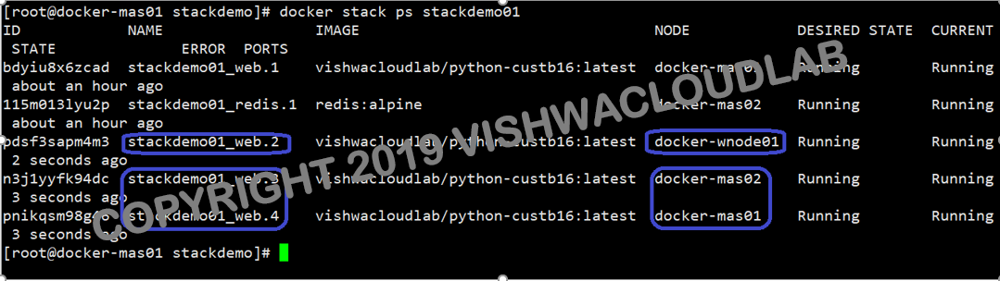 [root@docker-mas01 stackdemo]# docker stack ps stackdemo01
ID NAME IMAGE NODE DESIRED STATE CURRENT
STATE ERROR PORTS
bdyiu8x6zcad stackdemo01_web.1 vishwacloudlab/python-custb16:latest Running Running
about an hour ago
115m013lyu2p stackdemo01_redis.1 redis:alpine docker-mas02 Running Running
about an hour ago
pdsf3sapm4m3 stackdemo01_web.2 vishwacloudlab/python-custb16:latest docker-wnode01 Running Running
2 seconds ago
n3j1yyfk94dc stackdemo01_web.3 vishwacloudlab/python-custb16:latest docker-mas02 Running Running
3 seconds ago
stackdemo01_web.4 vishwacloudlab/python-custb16:latest docker-mas01 Running Running
3 seconds ago
[root@docker-mas01 stackdemo]#
COPYRIGHT 2019 VISHWACLOUDLAB